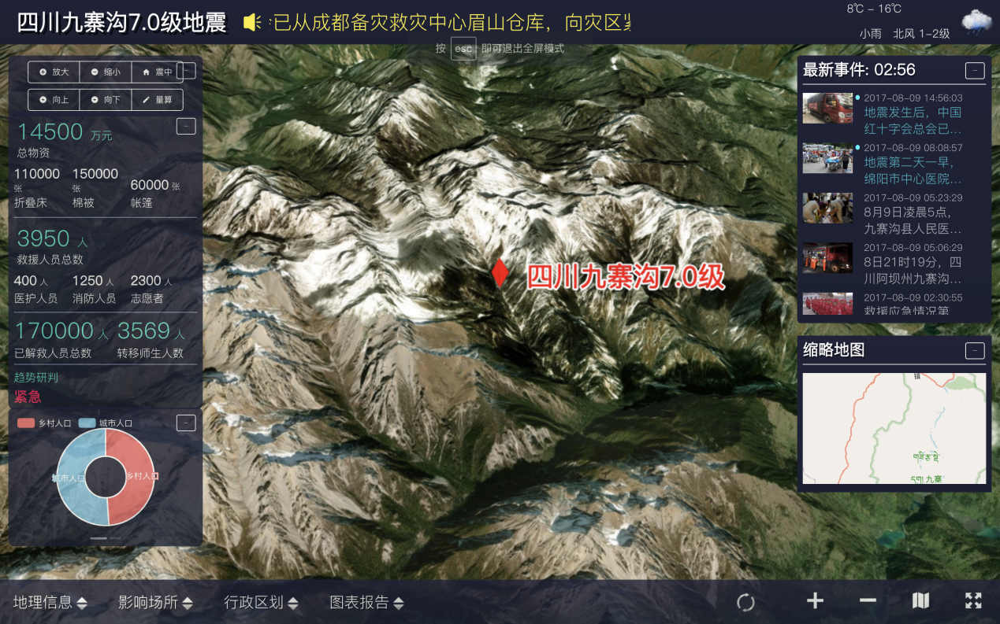 四川九寨沟7.0级地震
已从成都备灾救灾中心眉山仓库，向灾区紧
8℃ - 16℃
小雨 北风 1-2级
按 esc 即可退出全屏模式
放大 缩小 震中
向上 向下 量算
14500 万元
总物资
110000 张
折叠床
150000 张
棉被
60000 张
帐篷
3950 人
救援人员总数
400 人
医护人员
1250 人
消防人员
2300 人
志愿者
170000 人
已解救人员总数
3569 人
转移师生人数
趋势研判
紧急
乡村人口 城市人口
城市人口 乡村人口
四川九寨沟7.0级
最新事件: 02:56
2017-08-09 14:56:03
地震发生后，中国
红十字会总会已...
2017-08-09 08:08:57
地震第二天一早，
绵阳市中心医院...
2017-08-09 05:23:29
8月9日凌晨5点，
九寨沟县人民医...
2017-08-09 05:06:29
8日21时19分，四
川阿坝州九寨沟...
2017-08-09 02:30:55
救援应急情况第
缩略地图
镇
九寨
地理信息 影响场所 行政区划 图表报告